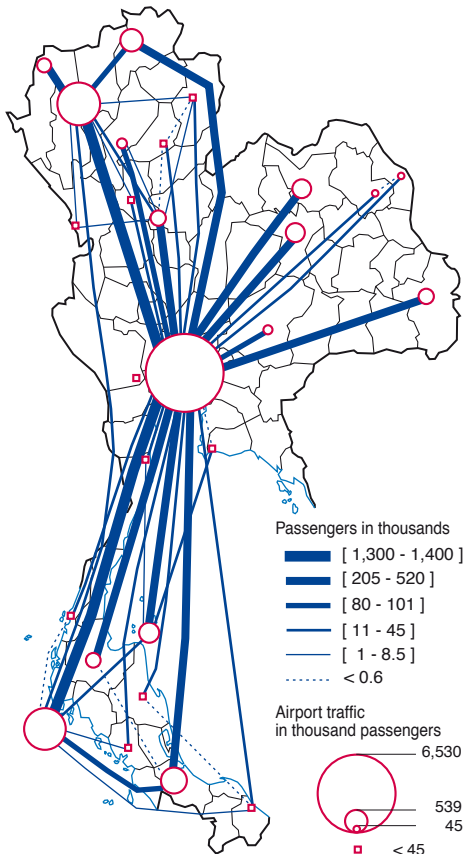 Passengers in thousands
[ 1,300 - 1,400 ]
[ 205 - 520 ]
[ 80 - 101 ]
[ 11 - 45 ]
[ 1 - 8.5 ]
< 0.6
Airport traffic
in thousand passengers
6,530
539
45
< 45